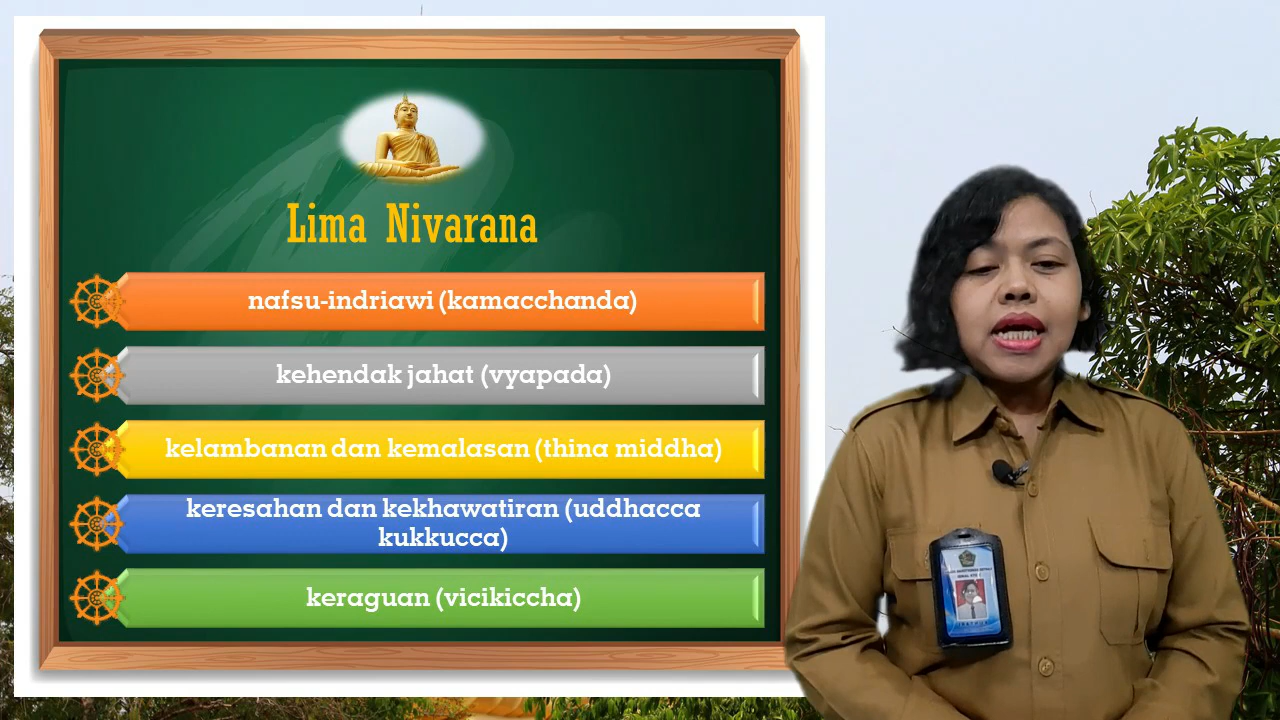 Lima Nivarana
nafsu-indriawi (kamacchanda)
kehendak jahat (vyapada)
kelambanan dan kemalasan (thina middha)
keresahan dan kekhawatiran (uddhacca
kukkucca)
keraguan (vicikiccha)